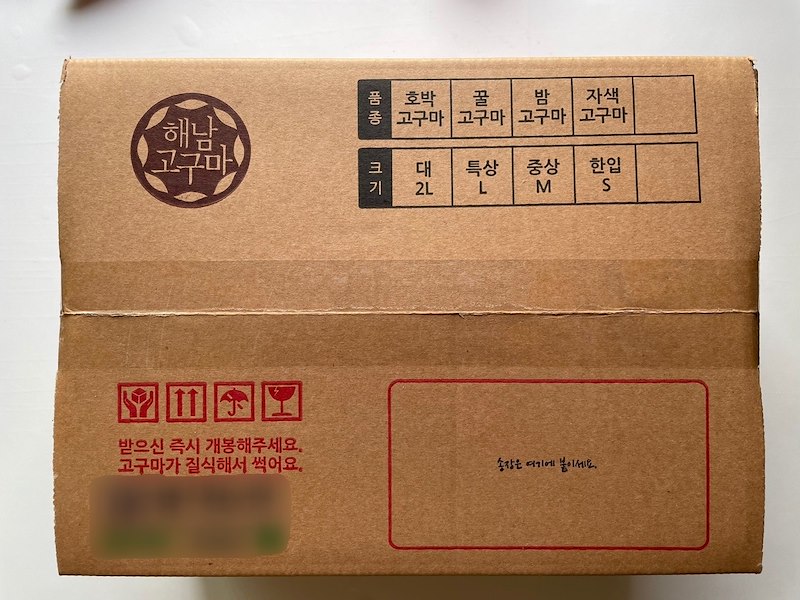 해남
고구마
품종 호박고구마 꿀고구마 밤고구마 자색고구마
크기 대 2L 특상 L 중상 M 한입 S
받으신 즉시 개봉해주세요.
고구마가 질식해서 썩어요.
송장은 여기에 붙이세요.